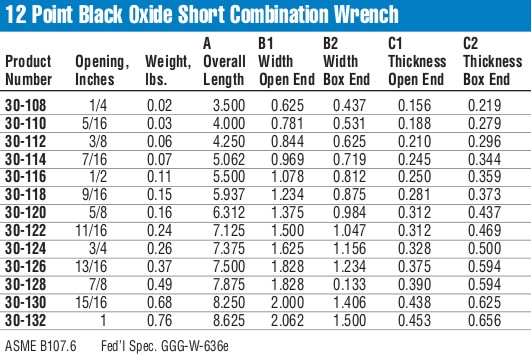 12 Point Black Oxide Short Combination Wrench
A B1 B2 C1 C2
Product Opening, Weight, Overall Width Width Thickness Thickness
Number Inches lbs. Length Open End Box End Open End Box End
30-108 1/4 0.02 3.500 0.625 0.437 0.156 0.219
30-110 5/16 0.03 4.000 0.781 0.531 0.188 0.279
30-112 3/8 0.06 4.250 0.844 0.625 0.210 0.296
30-114 7/16 0.07 5.062 0.969 0.719 0.245 0.344
30-116 1/2 0.11 5.500 1.078 0.812 0.250 0.359
30-118 9/16 0.15 5.937 1.234 0.875 0.281 0.373
30-120 5/8 0.16 6.312 1.375 0.984 0.312 0.437
30-122 11/16 0.24 7.125 1.500 1.047 0.312 0.469
30-124 3/4 0.26 7.375 1.625 1.156 0.328 0.500
30-126 13/16 0.37 7.500 1.828 1.234 0.375 0.594
30-128 7/8 0.49 7.875 1.828 0.133 0.390 0.594
30-130 15/16 0.68 8.250 2.000 1.406 0.438 0.625
30-132 1 0.76 8.625 2.062 1.500 0.453 0.656
ASME B107.6 Fed'l Spec. GGG-W-636e